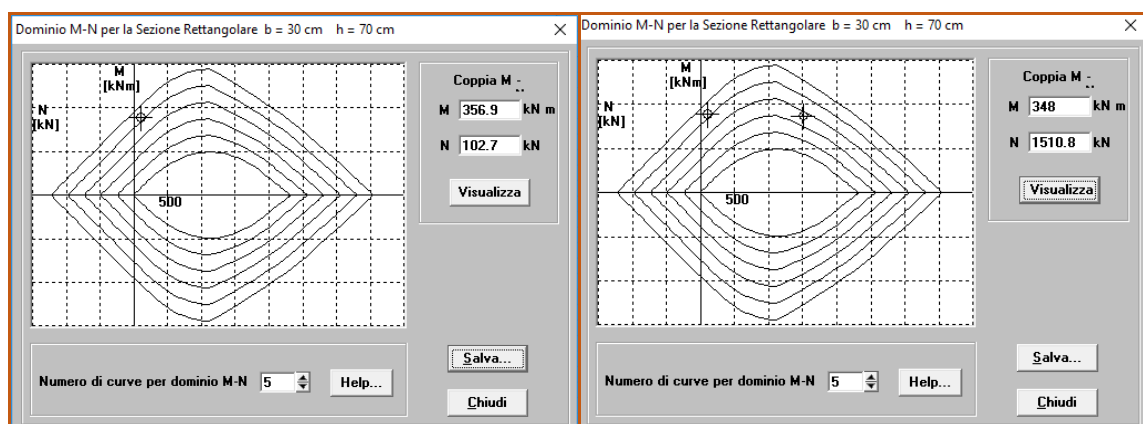 Dominio M-N per la Sezione Rettangolare b = 30 cm h = 70 cm
M
[kNm]
N
[kN]
500
Coppia M -
M 356.9 kN m
N 102.7 kN
Visualizza
Numero di curve per dominio M-N 5 Help...
Salva...
Chiudi
Dominio M-N per la Sezione Rettangolare b = 30 cm h = 70 cm
M
[kNm]
N
[kN]
500
Coppia M -
M 348 kN m
N 1510.8 kN
Visualizza
Numero di curve per dominio M-N 5 Help...
Salva...
Chiudi